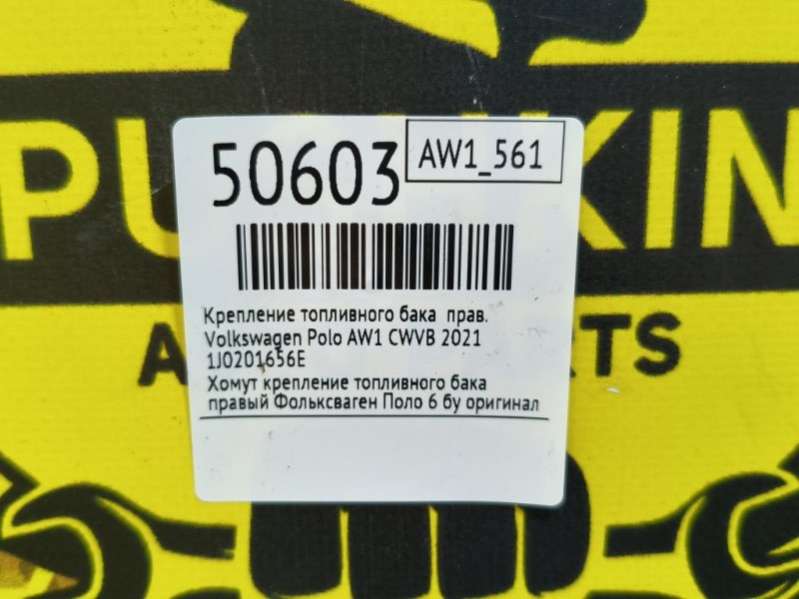 50603
AW1_561
Крепление топливного бака прав.
Volkswagen Polo AW1 CWVB 2021
1J0201656E
Хомут крепление топливного бака
правый Фольксваген Поло 6 бу оригинал